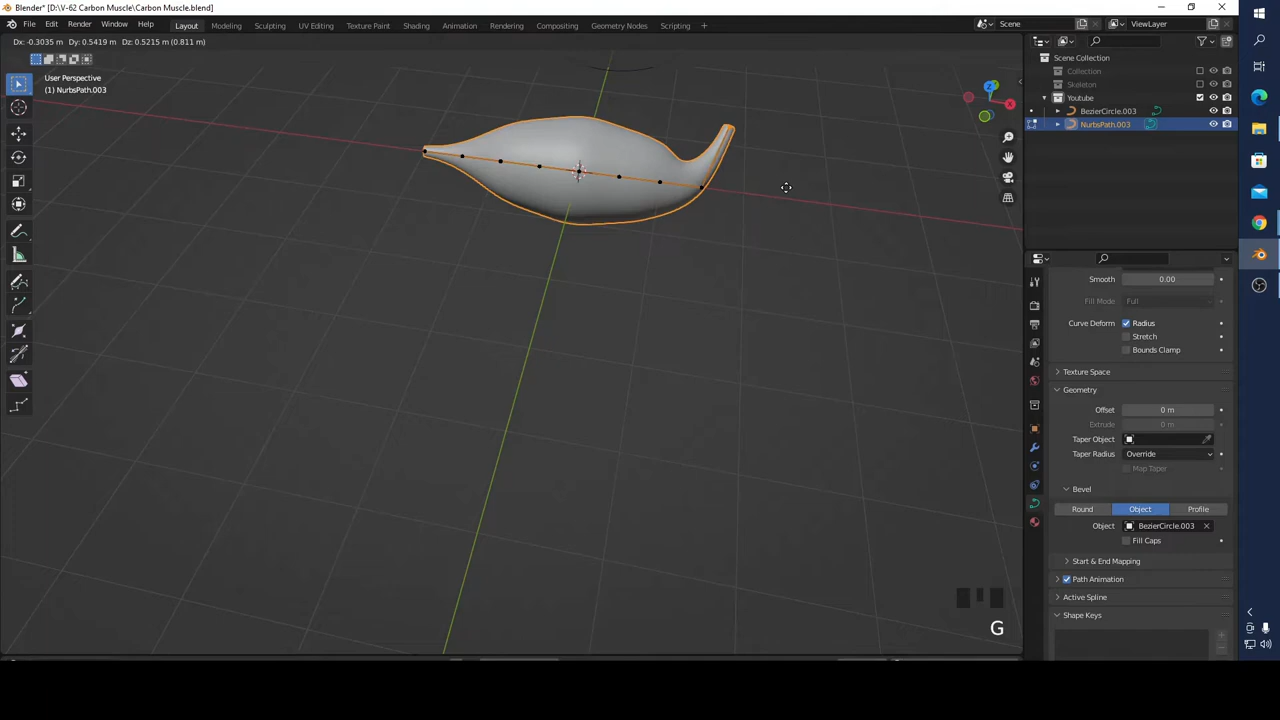 Blender* [D:\V-62 Carbon Muscle\Carbon Muscle.blend]
File Edit Render Window Help Layout Modeling Sculpting UV Editing Texture Paint Shading Animation Rendering Compositing Geometry Nodes Scripting + Scene ViewLayer
Dx: -0.3035 m Dy: 0.5419 m Dz: 0.5215 m (0.811 m)
User Perspective
(1) NurbsPath.003
Z
X
Scene Collection
Collection
Skeleton
Youtube
BezierCircle.003
NurbsPath.003
Smooth 0.00
Fill Mode Full
Curve Deform Radius
Stretch
Bounds Clamp
Texture Space
Geometry
Offset 0 m
Extrude 0 m
Taper Object
Taper Radius Override
Map Taper
Bevel
Round Object Profile
Object BezierCircle.003
Fill Caps
Start & End Mapping
Path Animation
Active Spline
Shape Keys
G